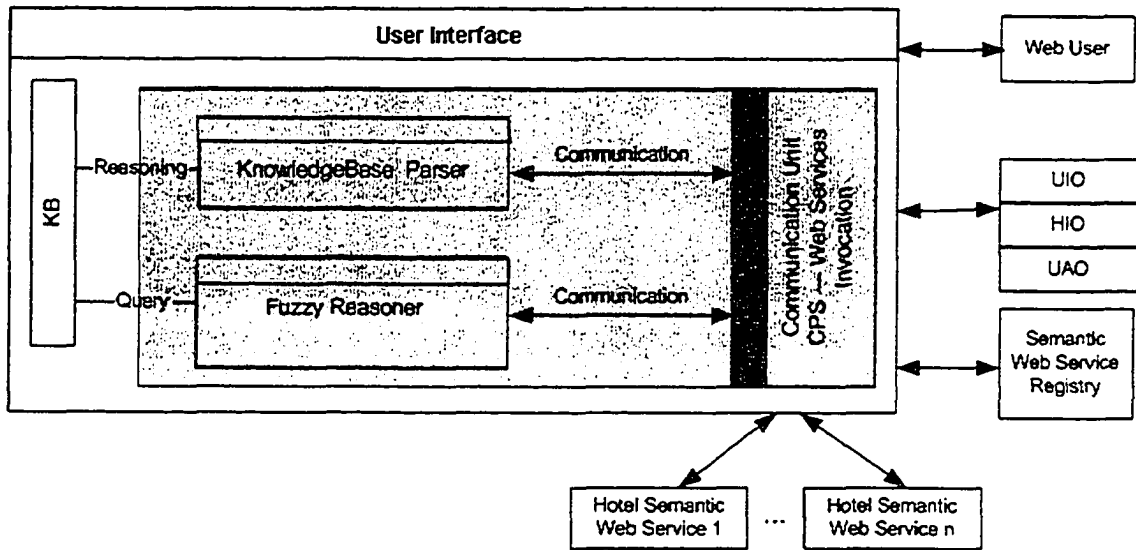 User Interface
Web User
KB
Reasoning
KnowledgeBase Parser
Communication
Query
Fuzzy Reasoner
Communication
Communication Unit
CPS — Web Services
Invocation
UIO
HIO
UAO
Semantic
Web Service
Registry
Hotel Semantic
Web Service 1
...
Hotel Semantic
Web Service n